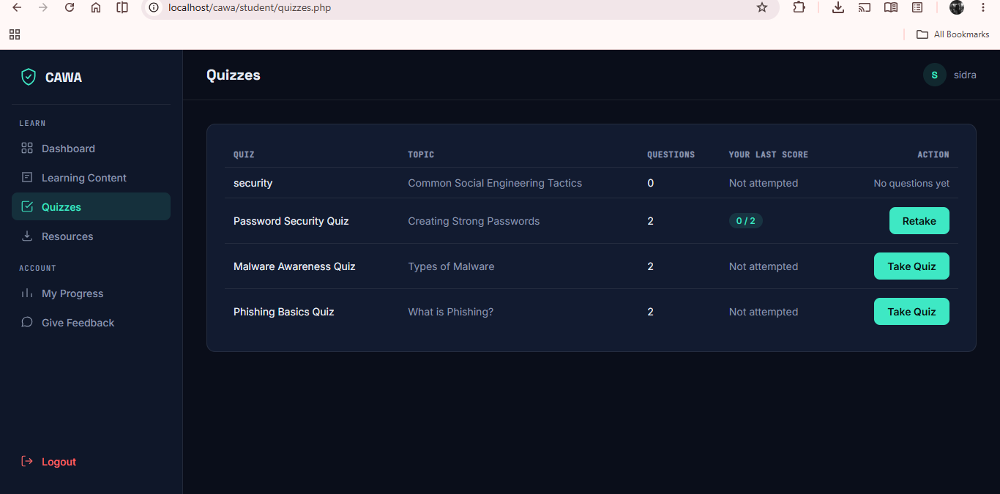 localhost/cawa/student/quizzes.php
All Bookmarks
CAWA
Quizzes
S sidra
LEARN
Dashboard
Learning Content
Quizzes
Resources
ACCOUNT
My Progress
Give Feedback
Logout
QUIZ TOPIC QUESTIONS YOUR LAST SCORE ACTION
security Common Social Engineering Tactics 0 Not attempted No questions yet
Password Security Quiz Creating Strong Passwords 2 0 / 2 Retake
Malware Awareness Quiz Types of Malware 2 Not attempted Take Quiz
Phishing Basics Quiz What is Phishing? 2 Not attempted Take Quiz